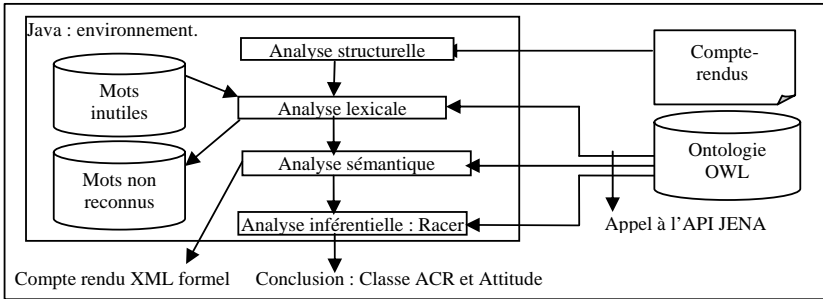 Java : environnement.
Analyse structurelle
Compte-
rendus
Mots
inutiles
Analyse lexicale
Mots non
reconnus
Analyse sémantique
Ontologie
OWL
Analyse inférentielle : Racer
Appel à l'API JENA
Compte rendu XML formel
Conclusion : Classe ACR et Attitude